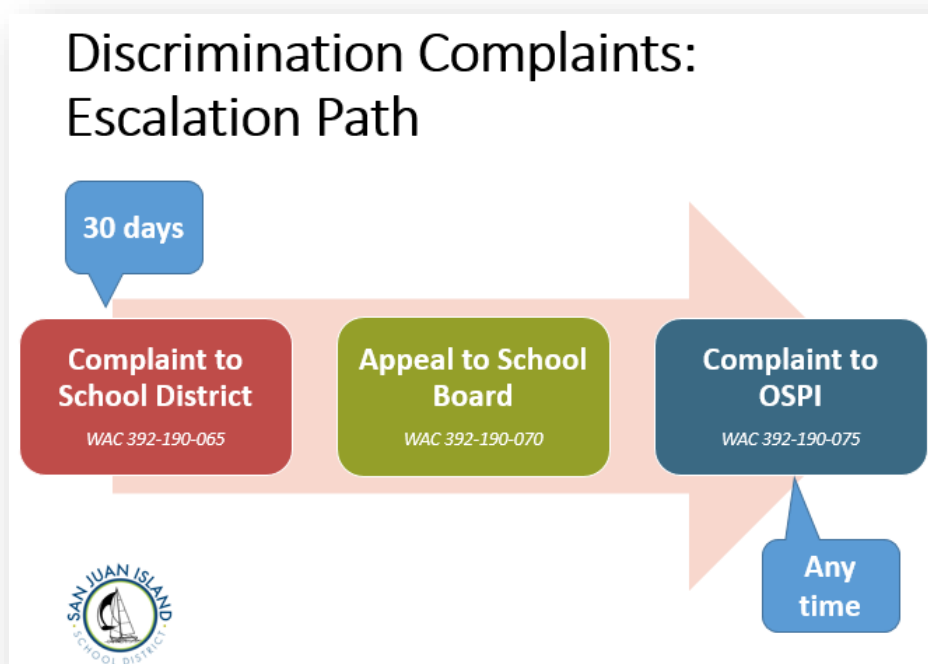 Discrimination Complaints:
Escalation Path
30 days
Complaint to
School District
WAC 392-190-065
Appeal to School
Board
WAC 392-190-070
Complaint to
OSPI
WAC 392-190-075
Any
time
SAN JUAN ISLAND
SCHOOL DISTRICT